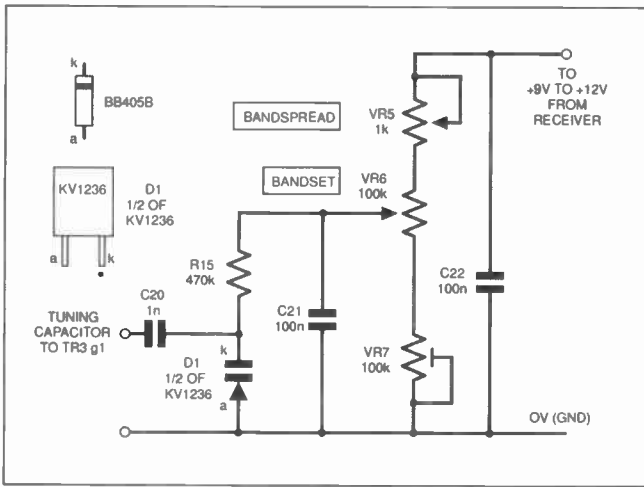 k
BB405B
a
KV1236
D1
1/2 OF
KV1236
a
k
BANDSPREAD
BANDSET
VR5
1k
VR6
100k
TO
+9V TO +12V
FROM
RECEIVER
R15
470k
C20
1n
TUNING
CAPACITOR
TO TR3 g1
C21
100n
C22
100n
D1
1/2 OF
KV1236
k
a
VR7
100k
0V (GND)